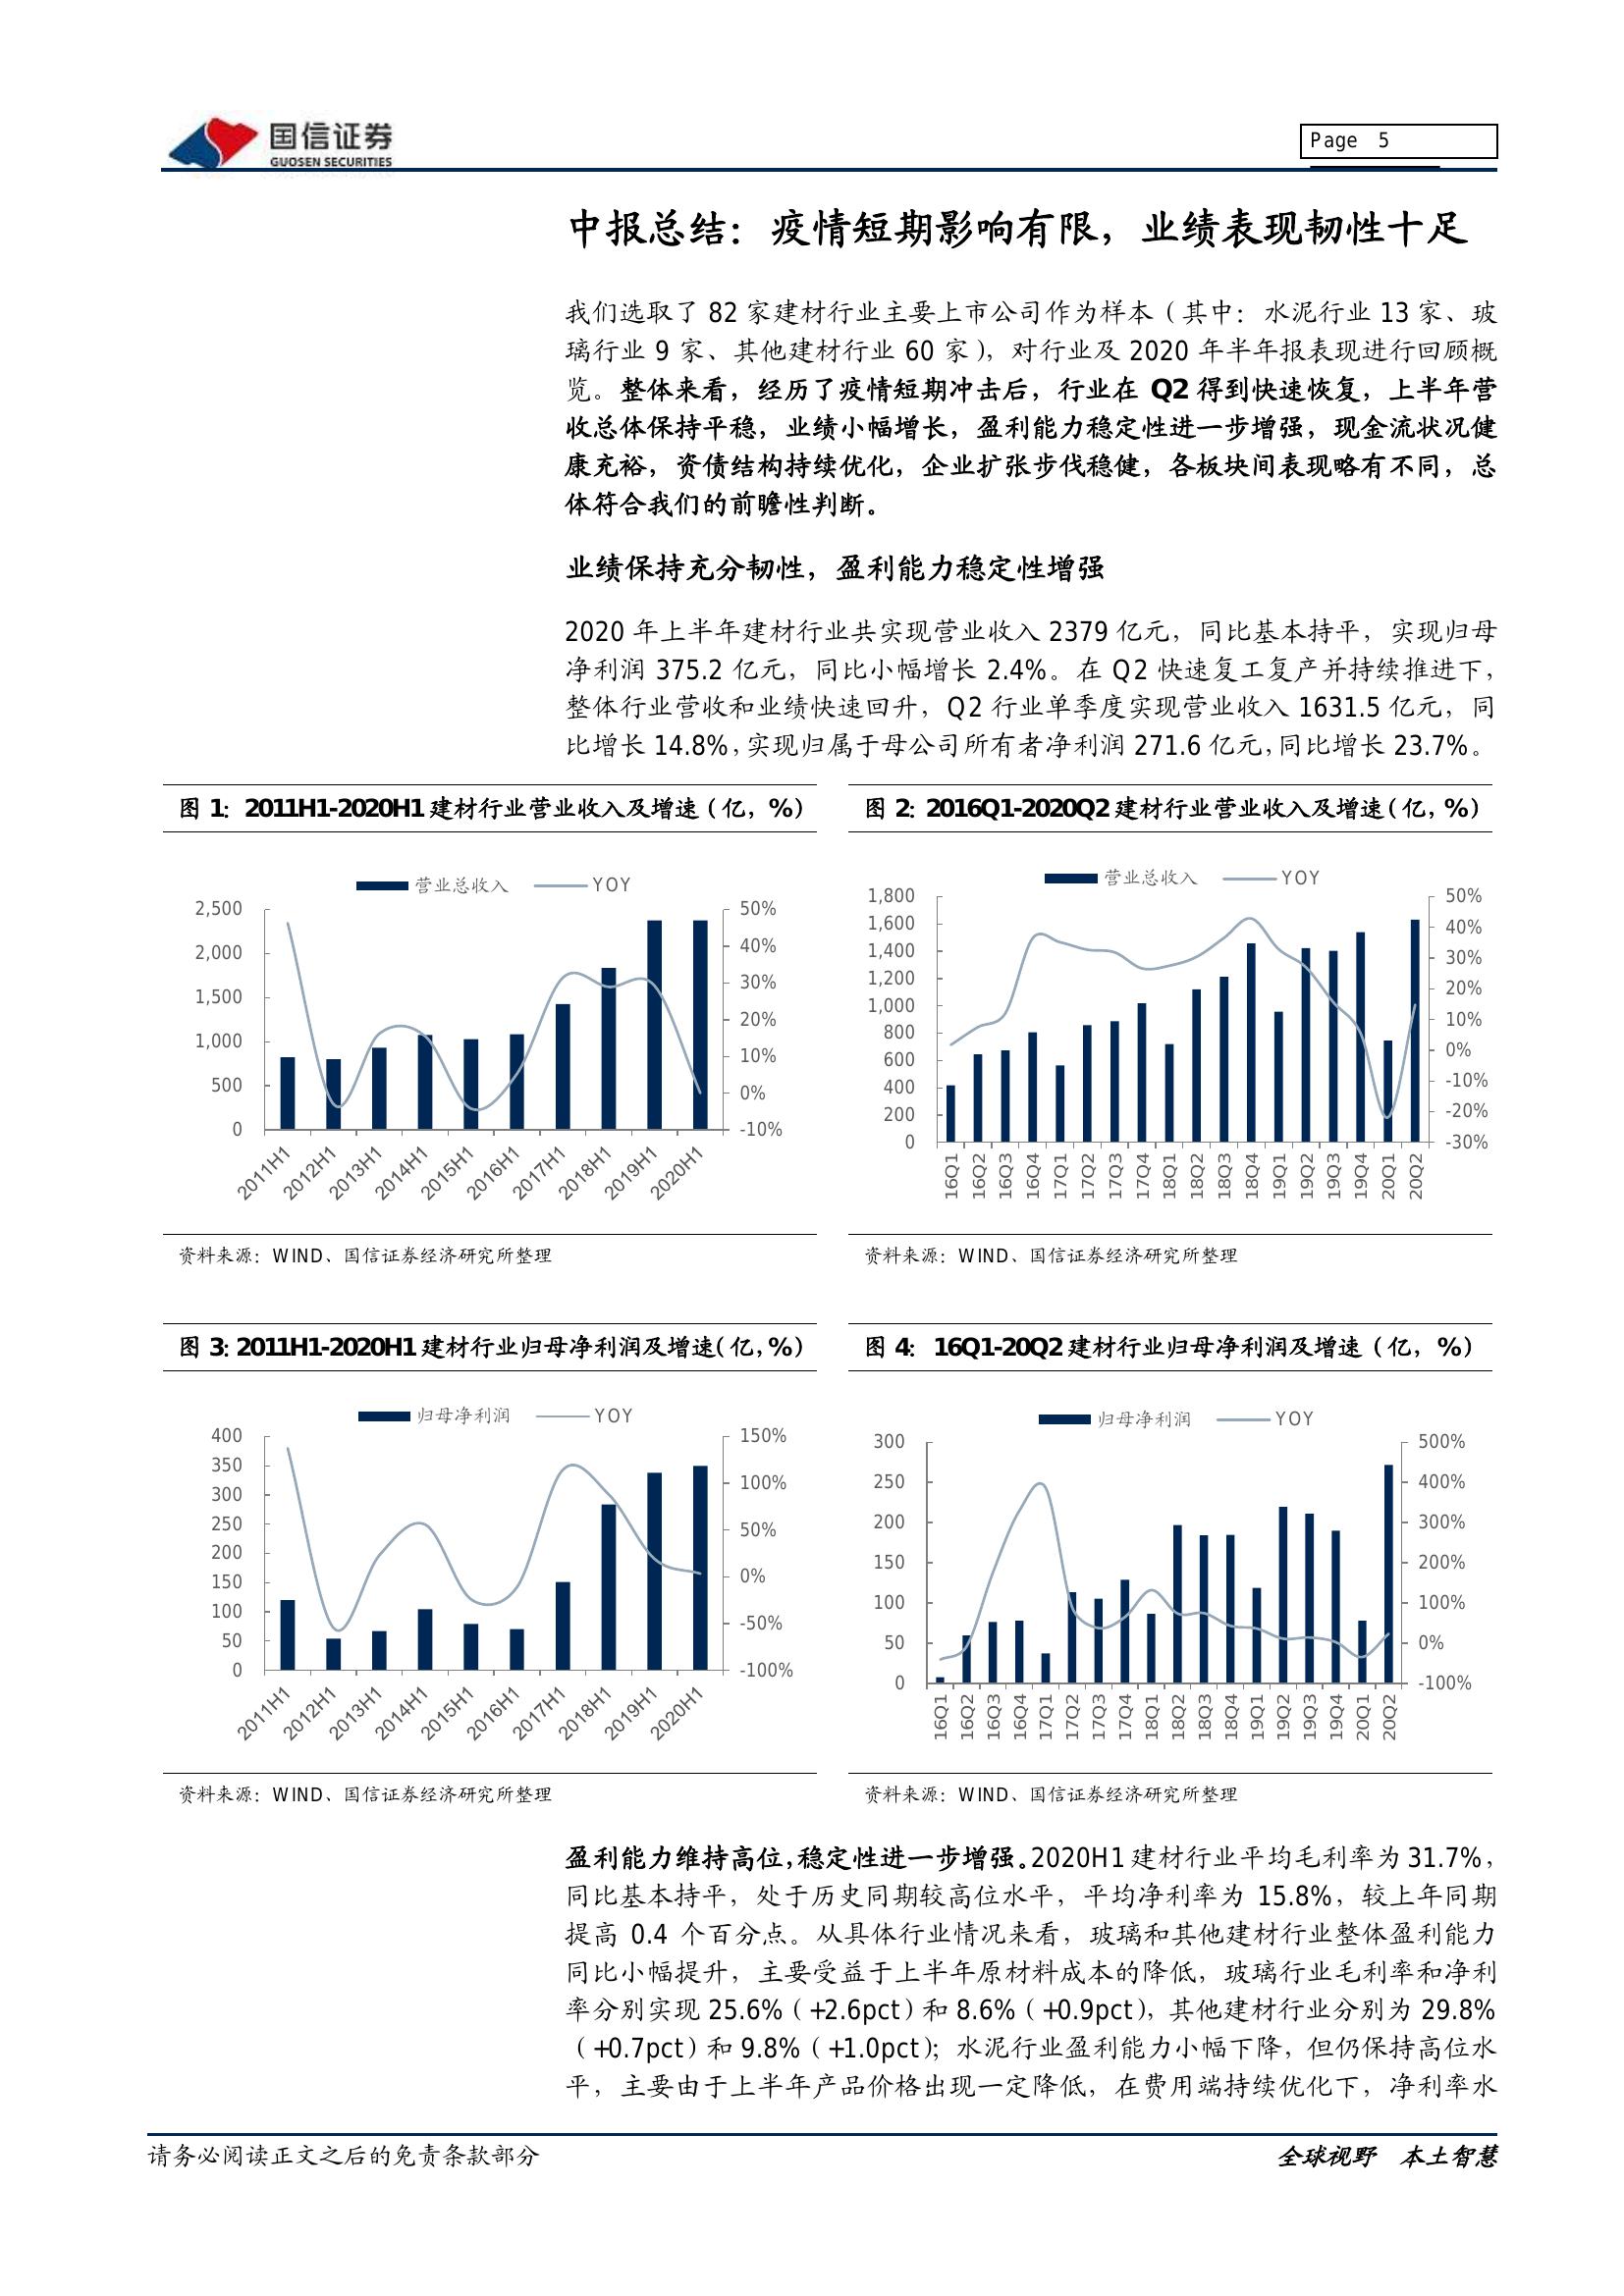 国信证券
GUOSEN SECURITIES
Page 5
中报总结：疫情短期影响有限，业绩表现韧性十足
我们选取了 82 家建材行业主要上市公司作为样本（其中：水泥行业 13 家、玻
璃行业 9 家、其他建材行业 60 家），对行业及 2020 年半年报表现进行回顾概
览。整体来看，经历了疫情短期冲击后，行业在 Q2 得到快速恢复，上半年营
收总体保持平稳，业绩小幅增长，盈利能力稳定性进一步增强，现金流状况健
康充裕，资债结构持续优化，企业扩张步伐稳健，各板块间表现略有不同，总
体符合我们的前瞻性判断。
业绩保持充分韧性，盈利能力稳定性增强
2020 年上半年建材行业共实现营业收入 2379 亿元，同比基本持平，实现归母
净利润 375.2 亿元，同比小幅增长 2.4%。在 Q2 快速复工复产并持续推进下，
整体行业营收和业绩快速回升，Q2 行业单季度实现营业收入 1631.5 亿元，同
比增长 14.8%，实现归属于母公司所有者净利润 271.6 亿元，同比增长 23.7%。
图 1：2011H1-2020H1 建材行业营业收入及增速（亿，%）
营业总收入 YOY
2,500
2,000
1,500
1,000
500
0
50%
40%
30%
20%
10%
0%
-10%
2011H1 2012H1 2013H1 2014H1 2015H1 2016H1 2017H1 2018H1 2019H1 2020H1
资料来源：WIND、国信证券经济研究所整理
图 2：2016Q1-2020Q2 建材行业营业收入及增速（亿，%）
营业总收入 YOY
1,800
1,600
1,400
1,200
1,000
800
600
400
200
0
50%
40%
30%
20%
10%
0%
-10%
-20%
-30%
16Q1 16Q2 16Q3 16Q4 17Q1 17Q2 17Q3 17Q4 18Q1 18Q2 18Q3 18Q4 19Q1 19Q2 19Q3 19Q4 20Q1 20Q2
资料来源：WIND、国信证券经济研究所整理
图 3：2011H1-2020H1 建材行业归母净利润及增速（亿，%）
归母净利润 YOY
400
350
300
250
200
150
100
50
0
150%
100%
50%
0%
-50%
-100%
2011H1 2012H1 2013H1 2014H1 2015H1 2016H1 2017H1 2018H1 2019H1 2020H1
资料来源：WIND、国信证券经济研究所整理
图 4：16Q1-20Q2 建材行业归母净利润及增速（亿，%）
归母净利润 YOY
300
250
200
150
100
50
0
500%
400%
300%
200%
100%
0%
-100%
16Q1 16Q2 16Q3 16Q4 17Q1 17Q2 17Q3 17Q4 18Q1 18Q2 18Q3 18Q4 19Q1 19Q2 19Q3 19Q4 20Q1 20Q2
资料来源：WIND、国信证券经济研究所整理
盈利能力维持高位，稳定性进一步增强。2020H1 建材行业平均毛利率为 31.7%，
同比基本持平，处于历史同期较高位水平，平均净利率为 15.8%，较上年同期
提高 0.4 个百分点。从具体行业情况来看，玻璃和其他建材行业整体盈利能力
同比小幅提升，主要受益于上半年原材料成本的降低，玻璃行业毛利率和净利
率分别实现 25.6%（+2.6pct）和 8.6%（+0.9pct），其他建材行业分别为 29.8%
（+0.7pct）和 9.8%（+1.0pct）；水泥行业盈利能力小幅下降，但仍保持高位水
平，主要由于上半年产品价格出现一定降低，在费用端持续优化下，净利率水
请务必阅读正文之后的免责条款部分
全球视野 本土智慧